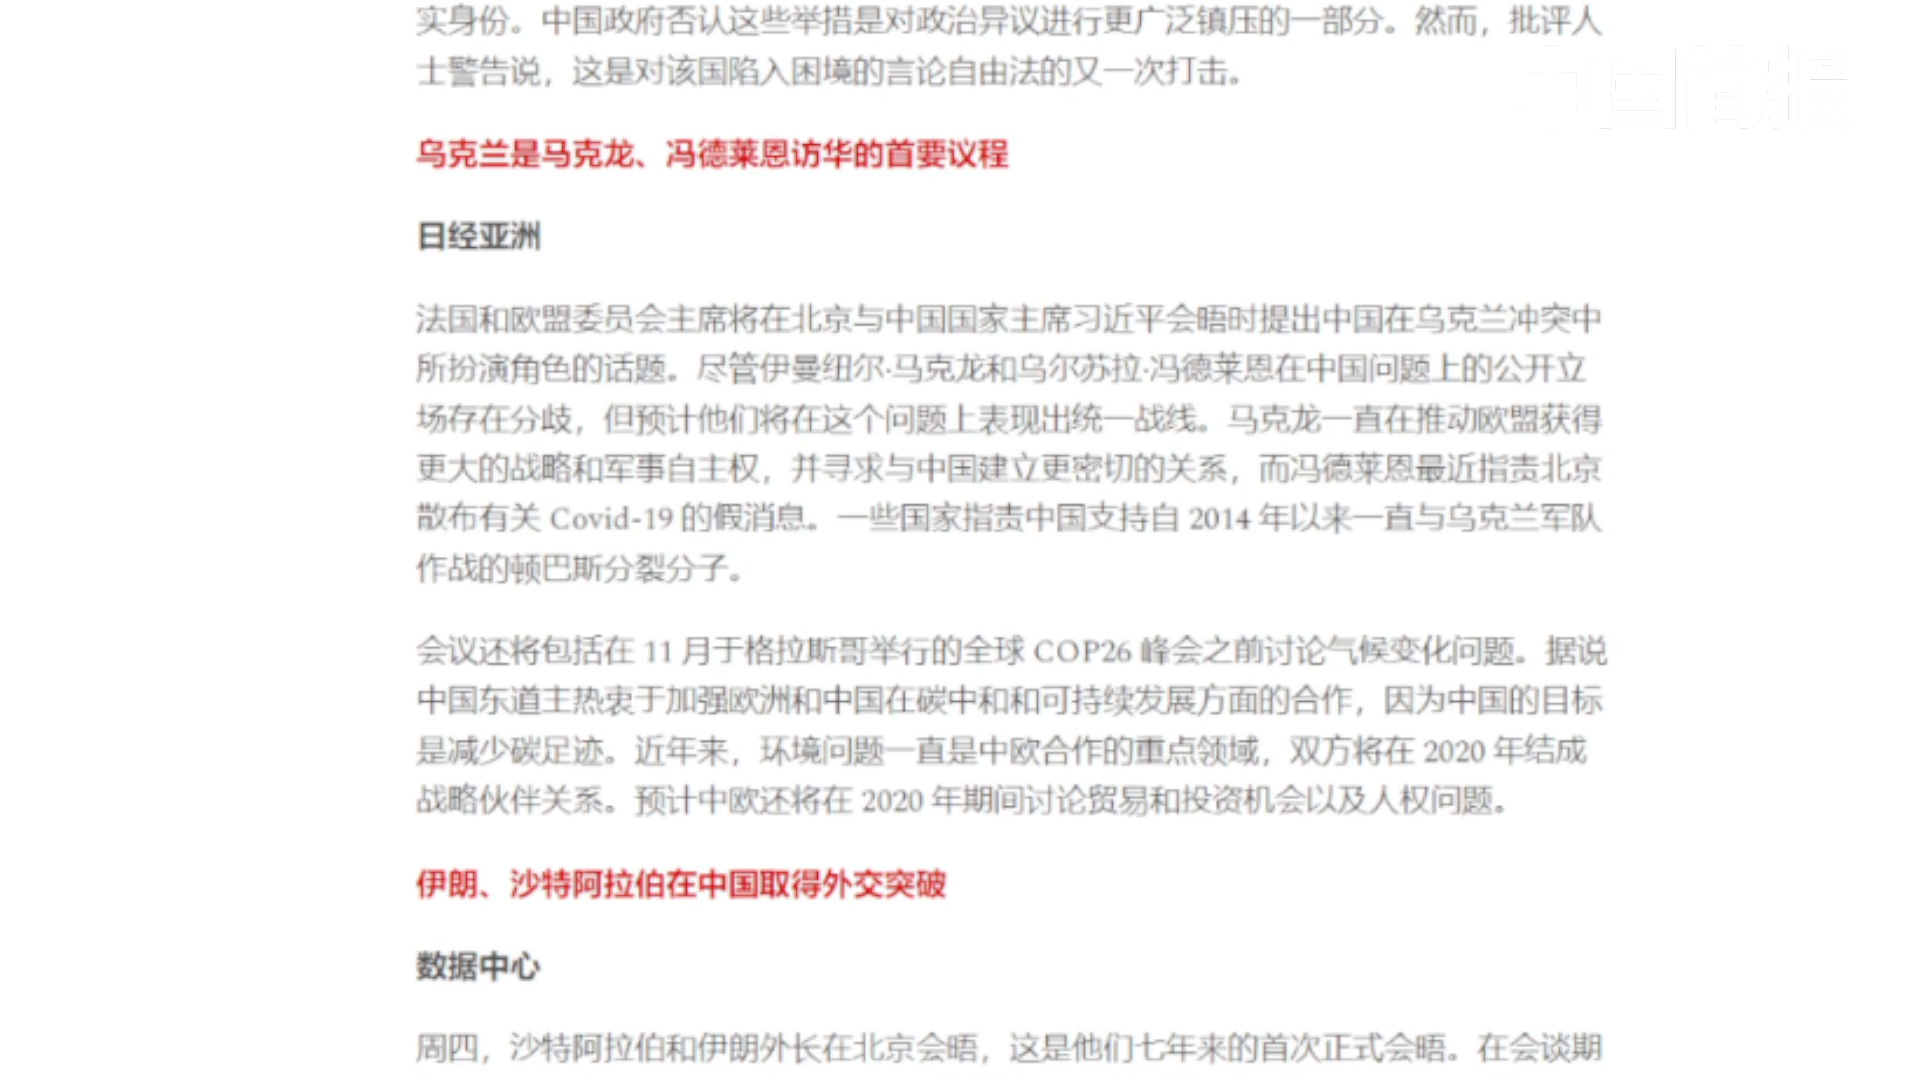 实身份。中国政府否认这些举措是对政治异议进行更广泛镇压的一部分。然而，批评人
士警告说，这是对该国陷入困境的言论自由法的又一次打击。
中国简报
乌克兰是马克龙、冯德莱恩访华的首要议程
日经亚洲
法国和欧盟委员会主席将在北京与中国国家主席习近平会晤时提出中国在乌克兰冲突中
所扮演角色的话题。尽管伊曼纽尔·马克龙和乌尔苏拉·冯德莱恩在中国问题上的公开立
场存在分歧，但预计他们将在这个问题上表现出统一战线。马克龙一直在推动欧盟获得
更大的战略和军事自主权，并寻求与中国建立更密切的关系，而冯德莱恩最近指责北京
散布有关 Covid-19 的假消息。一些国家指责中国支持自 2014 年以来一直与乌克兰军队
作战的顿巴斯分裂分子。
会议还将包括在 11 月于格拉斯哥举行的全球 COP26 峰会之前讨论气候变化问题。据说
中国东道主热衷于加强欧洲和中国在碳中和和可持续发展方面的合作，因为中国的目标
是减少碳足迹。近年来，环境问题一直是中欧合作的重点领域，双方将在 2020 年结成
战略伙伴关系。预计中欧还将在 2020 年期间讨论贸易和投资机会以及人权问题。
伊朗、沙特阿拉伯在中国取得外交突破
数据中心
周四，沙特阿拉伯和伊朗外长在北京会晤，这是他们七年来的首次正式会晤。在会谈期